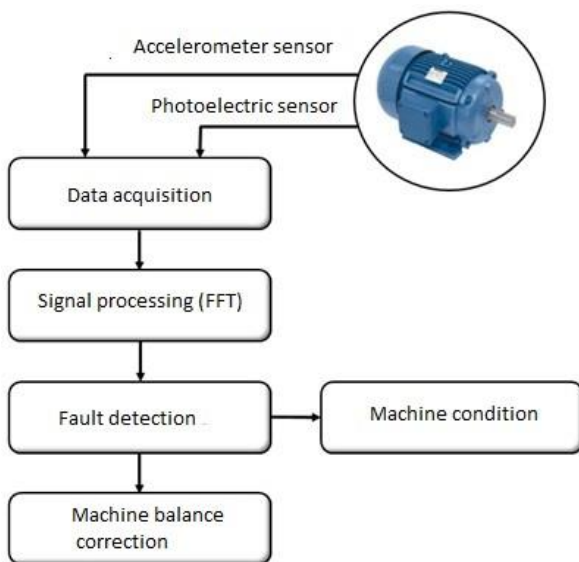 Accelerometer sensor
Photoelectric sensor
Data acquisition
Signal processing (FFT)
Fault detection
Machine condition
Machine balance
correction